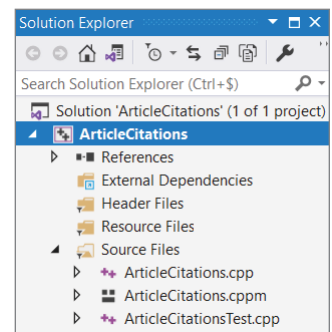 Solution Explorer
Search Solution Explorer (Ctrl+$)
Solution 'ArticleCitations' (1 of 1 project)
ArticleCitations
References
External Dependencies
Header Files
Resource Files
Source Files
ArticleCitations.cpp
ArticleCitations.cppm
ArticleCitationsTest.cpp